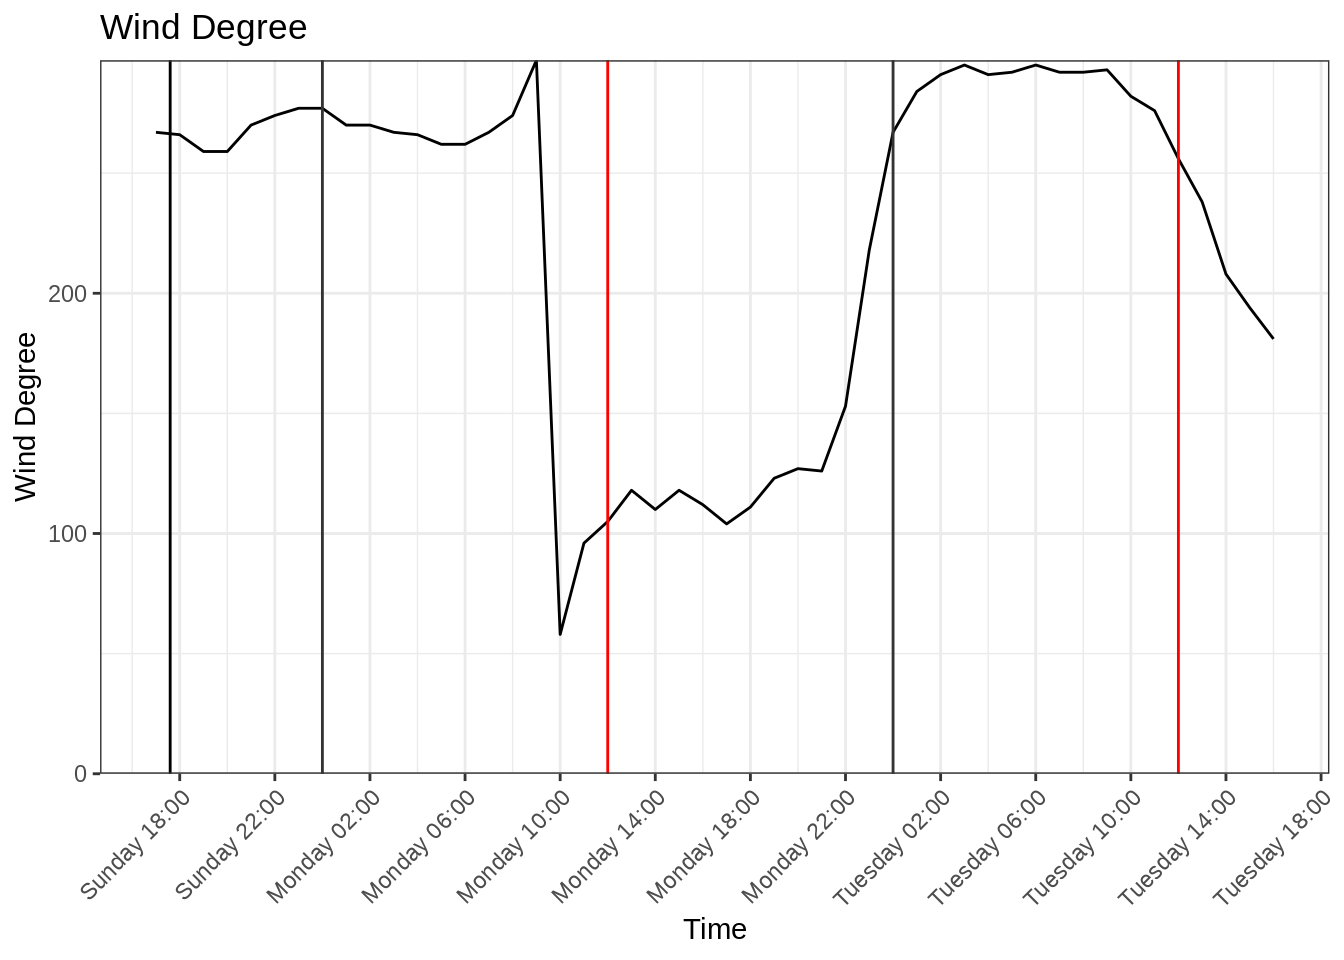 Wind Degree
Wind Degree
200
100
0
Sunday 18:00
Sunday 22:00
Monday 02:00
Monday 06:00
Monday 10:00
Monday 14:00
Monday 18:00
Monday 22:00
Tuesday 02:00
Tuesday 06:00
Tuesday 10:00
Tuesday 14:00
Tuesday 18:00
Time